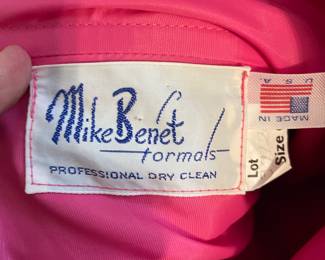 Mike Benet
formals
PROFESSIONAL DRY CLEAN
MADE IN
U.S.A.
Lot
Size